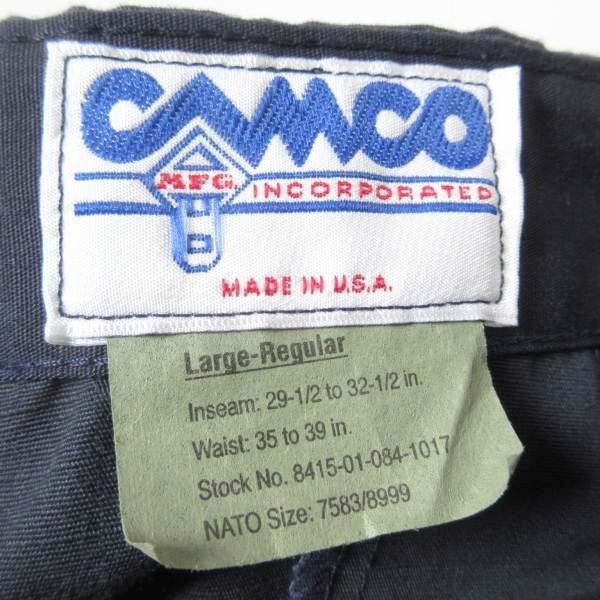 CAMCO
MFG. INCORPORATED
MADE IN U.S.A.
Large-Regular
Inseam: 29-1/2 to 32-1/2 in.
Waist: 35 to 39 in.
Stock No. 8415-01-084-1017
NATO Size: 7583/8999